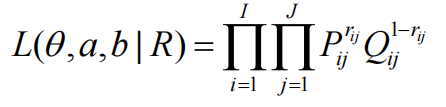 L(θ,a,b | R) = ∏_{i=1}^{I} ∏_{j=1}^{J} P_{ij}^{r_{ij}} Q_{ij}^{1-r_{ij}}